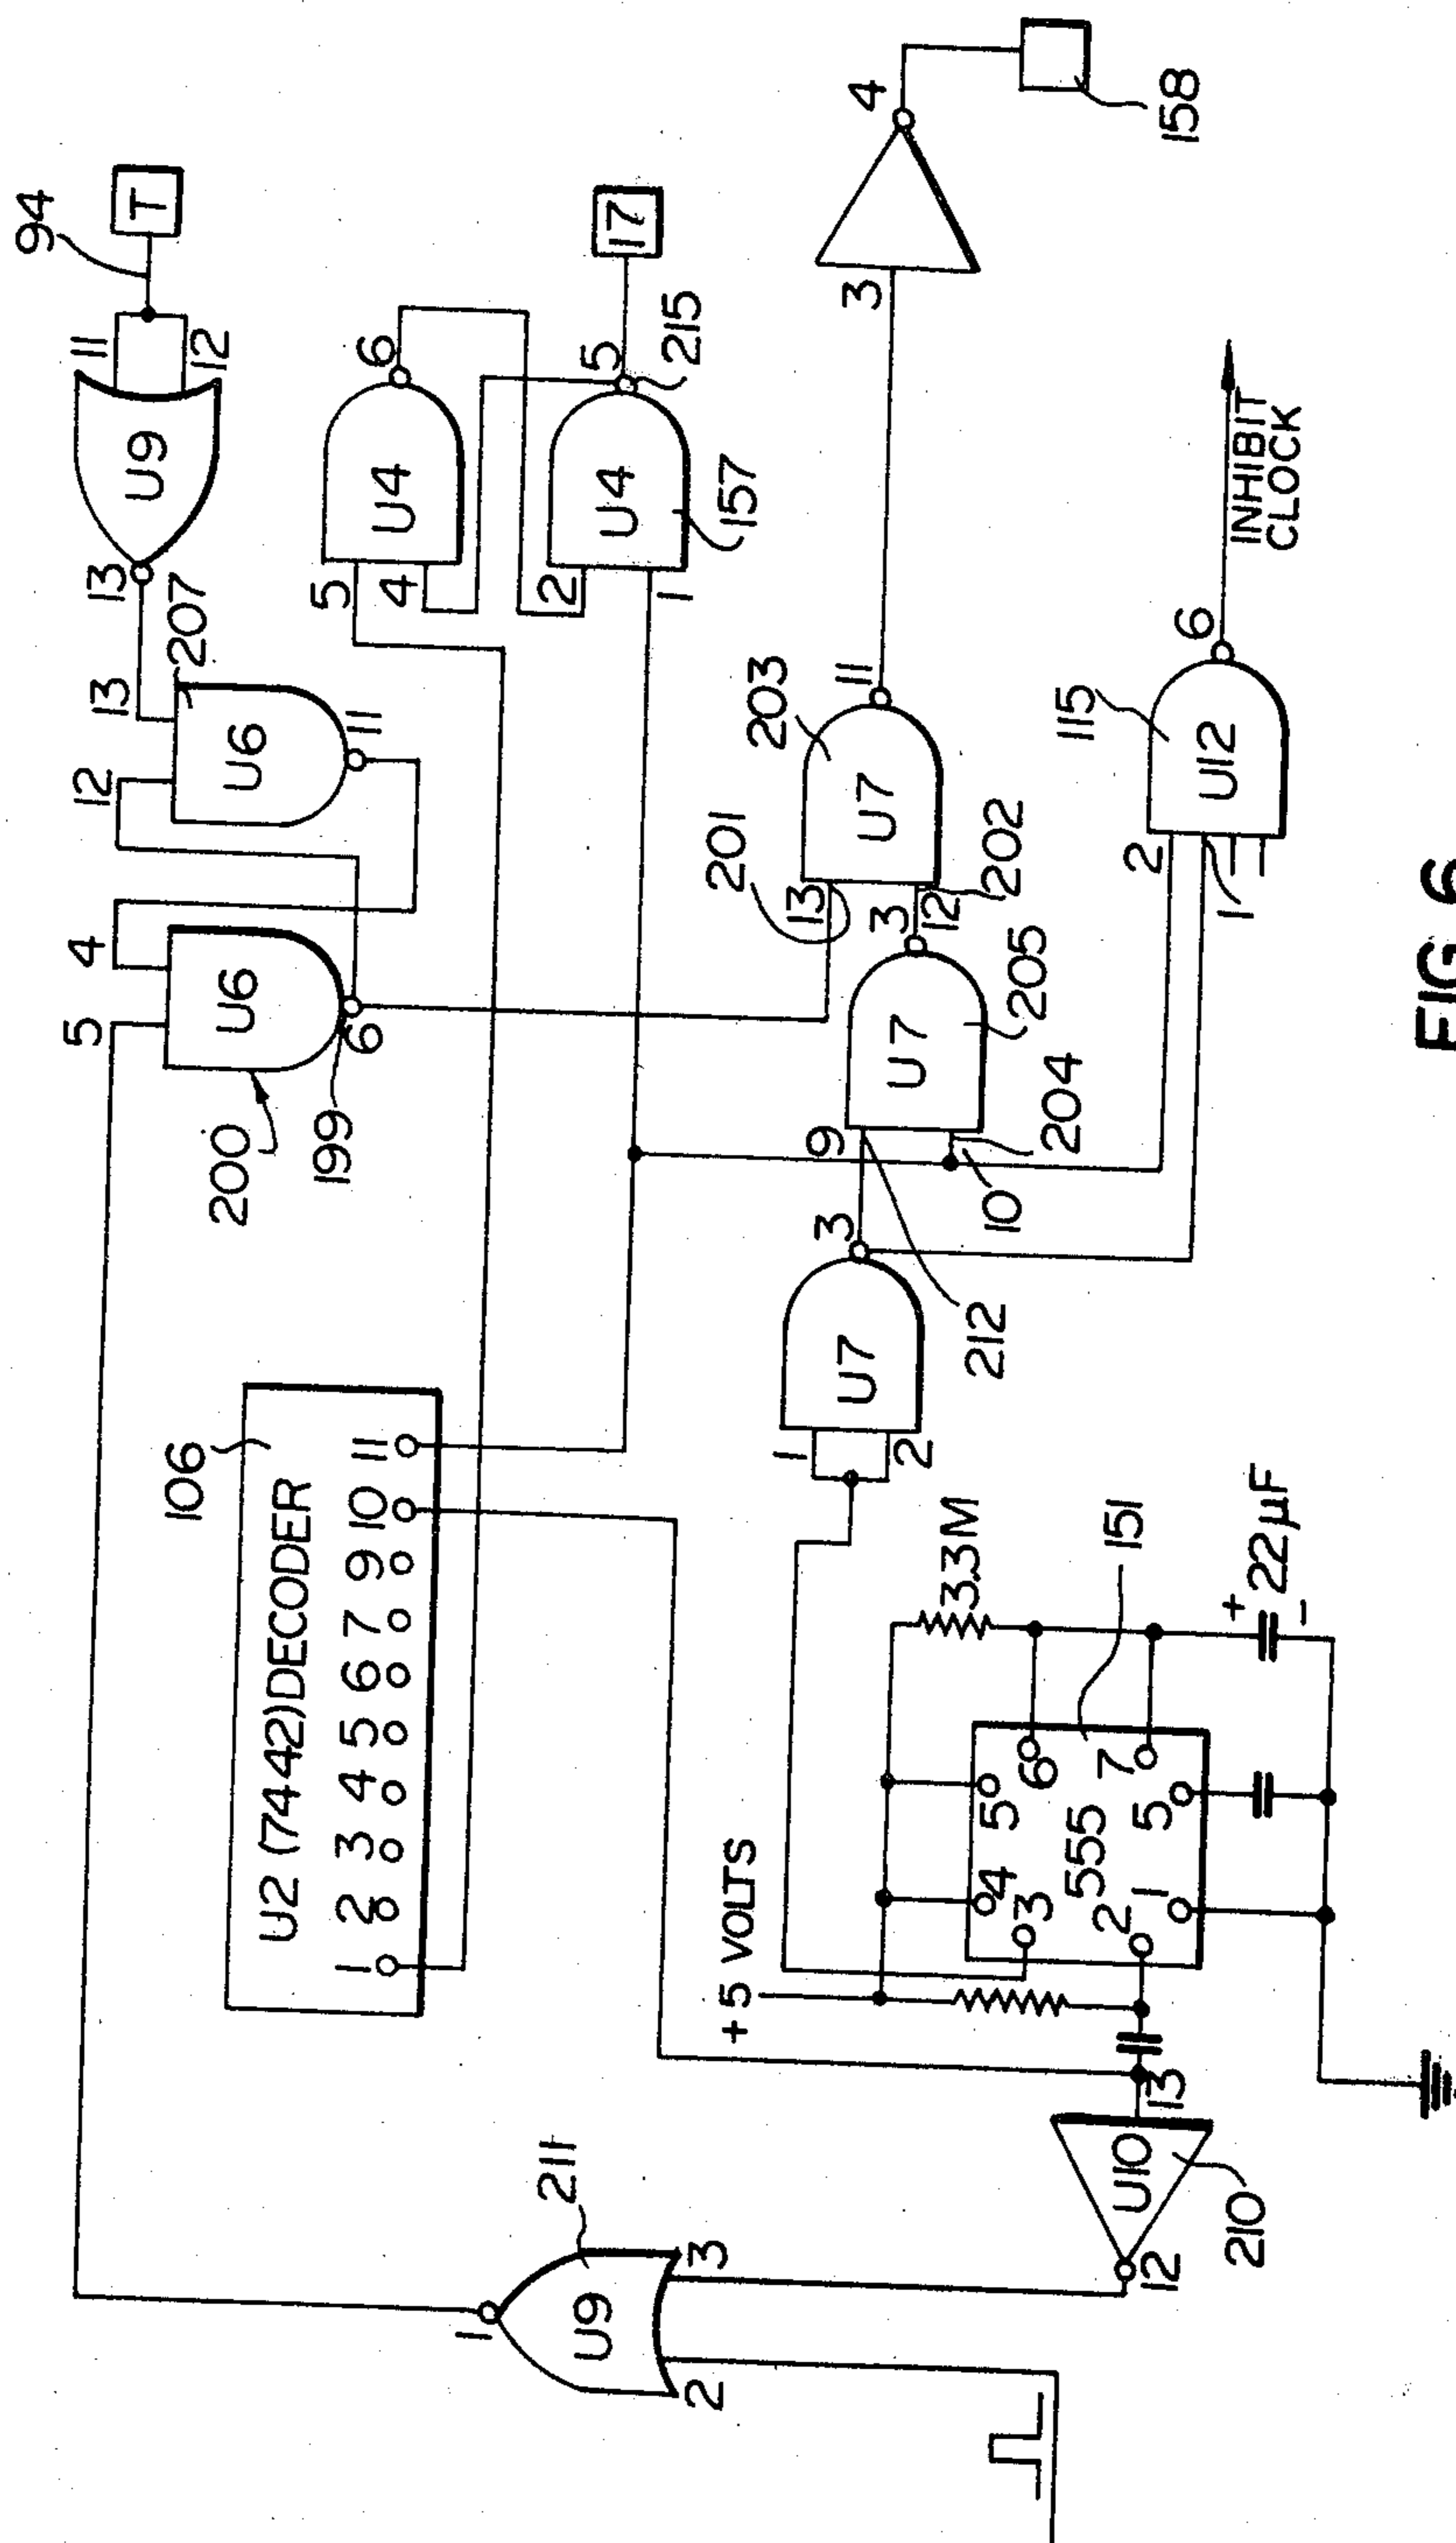 94
T
11
12
U9
13
207
13
12
U6
11
4
5
U6
6
199
200
6
5
4
U4
17
5
215
U4
2
1
157
4
3
158
203
11
U7
201
13
202
12
3
U7
205
9
204
10
212
3
U7
1
2
115
U12
6
2
1
INHIBIT
CLOCK
106
U2 (7442) DECODER
1 2 3 4 5 6 7 9 10 11
+5 VOLTS
3.3M
151
+
22µF
-
4 5
3
6
555
7
2 1 5
13
U10
210
12
211
U9
1
3
2
FIG 6